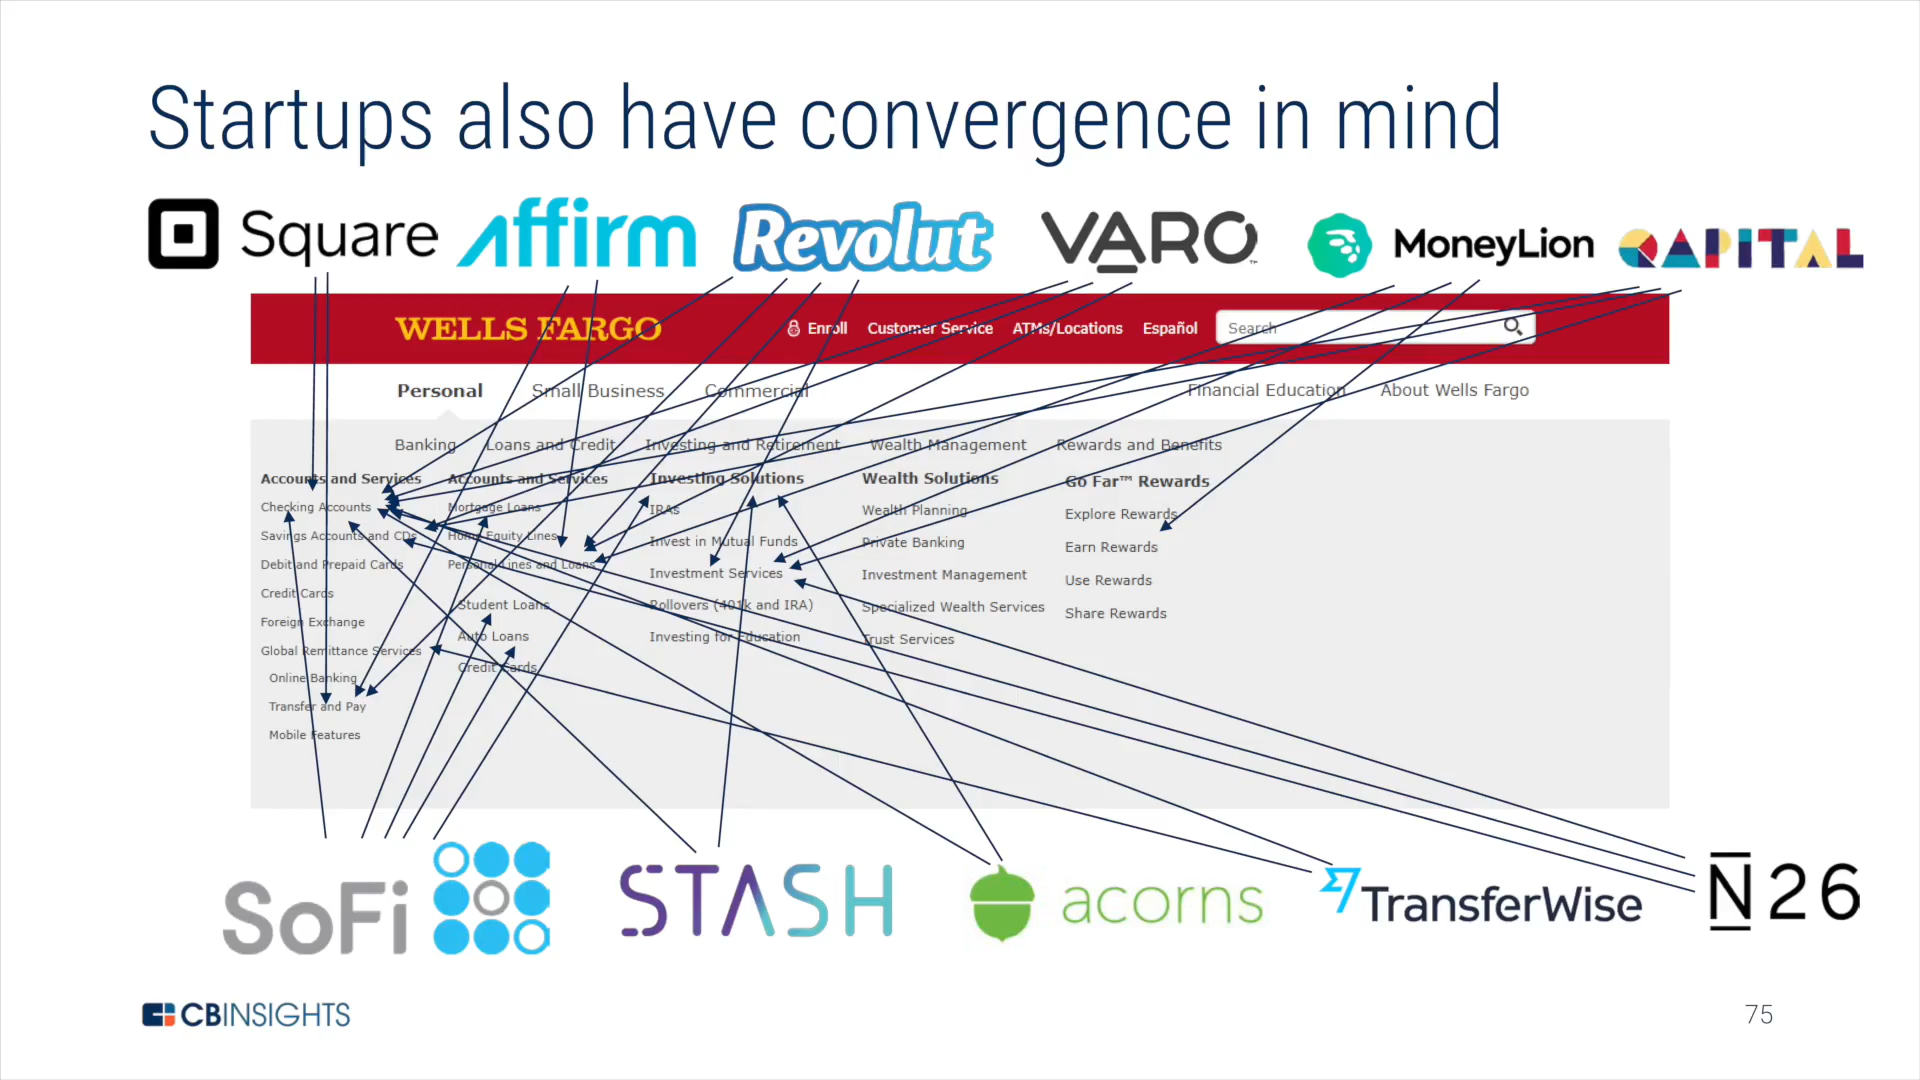 Startups also have convergence in mind
Square affirm Revolut VARO™ MoneyLion QAPITAL
WELLS FARGO Enroll Customer Service ATMs/Locations Español Search
Personal Small Business Commercial Financial Education About Wells Fargo
Banking Loans and Credit Investing and Retirement Wealth Management Rewards and Benefits
Accounts and Services
Checking Accounts
Savings Accounts and CDs
Debit and Prepaid Cards
Credit Cards
Foreign Exchange
Global Remittance Services
Online Banking
Transfer and Pay
Mobile Features
Accounts and Services
Mortgage Loans
Home Equity Lines
Personal Lines and Loans
Student Loans
Auto Loans
Credit Cards
Investing Solutions
IRAs
Invest in Mutual Funds
Investment Services
Rollovers (401k and IRA)
Investing for Education
Wealth Solutions
Wealth Planning
Private Banking
Investment Management
Specialized Wealth Services
Trust Services
Go Far™ Rewards
Explore Rewards
Earn Rewards
Use Rewards
Share Rewards
SoFi STASH acorns TransferWise N26
CBINSIGHTS
75